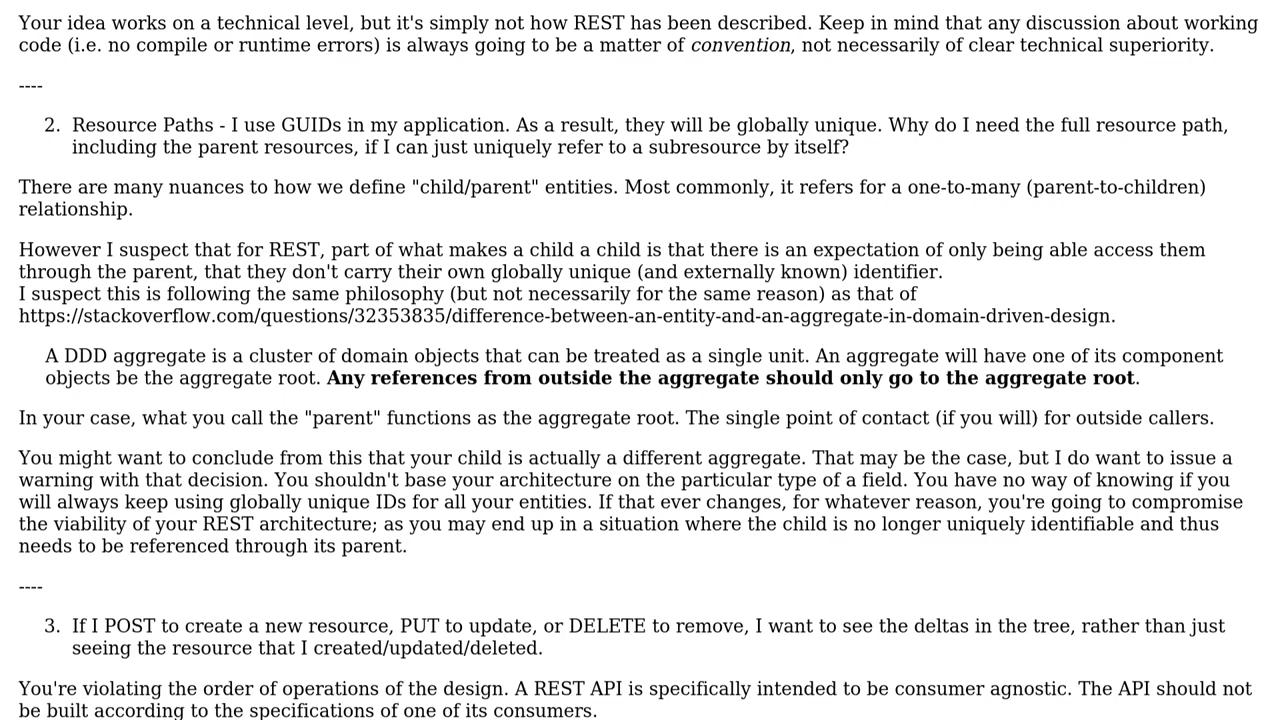 Your idea works on a technical level, but it's simply not how REST has been described. Keep in mind that any discussion about working
code (i.e. no compile or runtime errors) is always going to be a matter of convention, not necessarily of clear technical superiority.
----
2. Resource Paths - I use GUIDs in my application. As a result, they will be globally unique. Why do I need the full resource path,
including the parent resources, if I can just uniquely refer to a subresource by itself?
There are many nuances to how we define "child/parent" entities. Most commonly, it refers for a one-to-many (parent-to-children)
relationship.
However I suspect that for REST, part of what makes a child a child is that there is an expectation of only being able access them
through the parent, that they don't carry their own globally unique (and externally known) identifier.
I suspect this is following the same philosophy (but not necessarily for the same reason) as that of
https://stackoverflow.com/questions/32353835/difference-between-an-entity-and-an-aggregate-in-domain-driven-design.
A DDD aggregate is a cluster of domain objects that can be treated as a single unit. An aggregate will have one of its component
objects be the aggregate root. Any references from outside the aggregate should only go to the aggregate root.
In your case, what you call the "parent" functions as the aggregate root. The single point of contact (if you will) for outside callers.
You might want to conclude from this that your child is actually a different aggregate. That may be the case, but I do want to issue a
warning with that decision. You shouldn't base your architecture on the particular type of a field. You have no way of knowing if you
will always keep using globally unique IDs for all your entities. If that ever changes, for whatever reason, you're going to compromise
the viability of your REST architecture; as you may end up in a situation where the child is no longer uniquely identifiable and thus
needs to be referenced through its parent.
----
3. If I POST to create a new resource, PUT to update, or DELETE to remove, I want to see the deltas in the tree, rather than just
seeing the resource that I created/updated/deleted.
You're violating the order of operations of the design. A REST API is specifically intended to be consumer agnostic. The API should not
be built according to the specifications of one of its consumers.